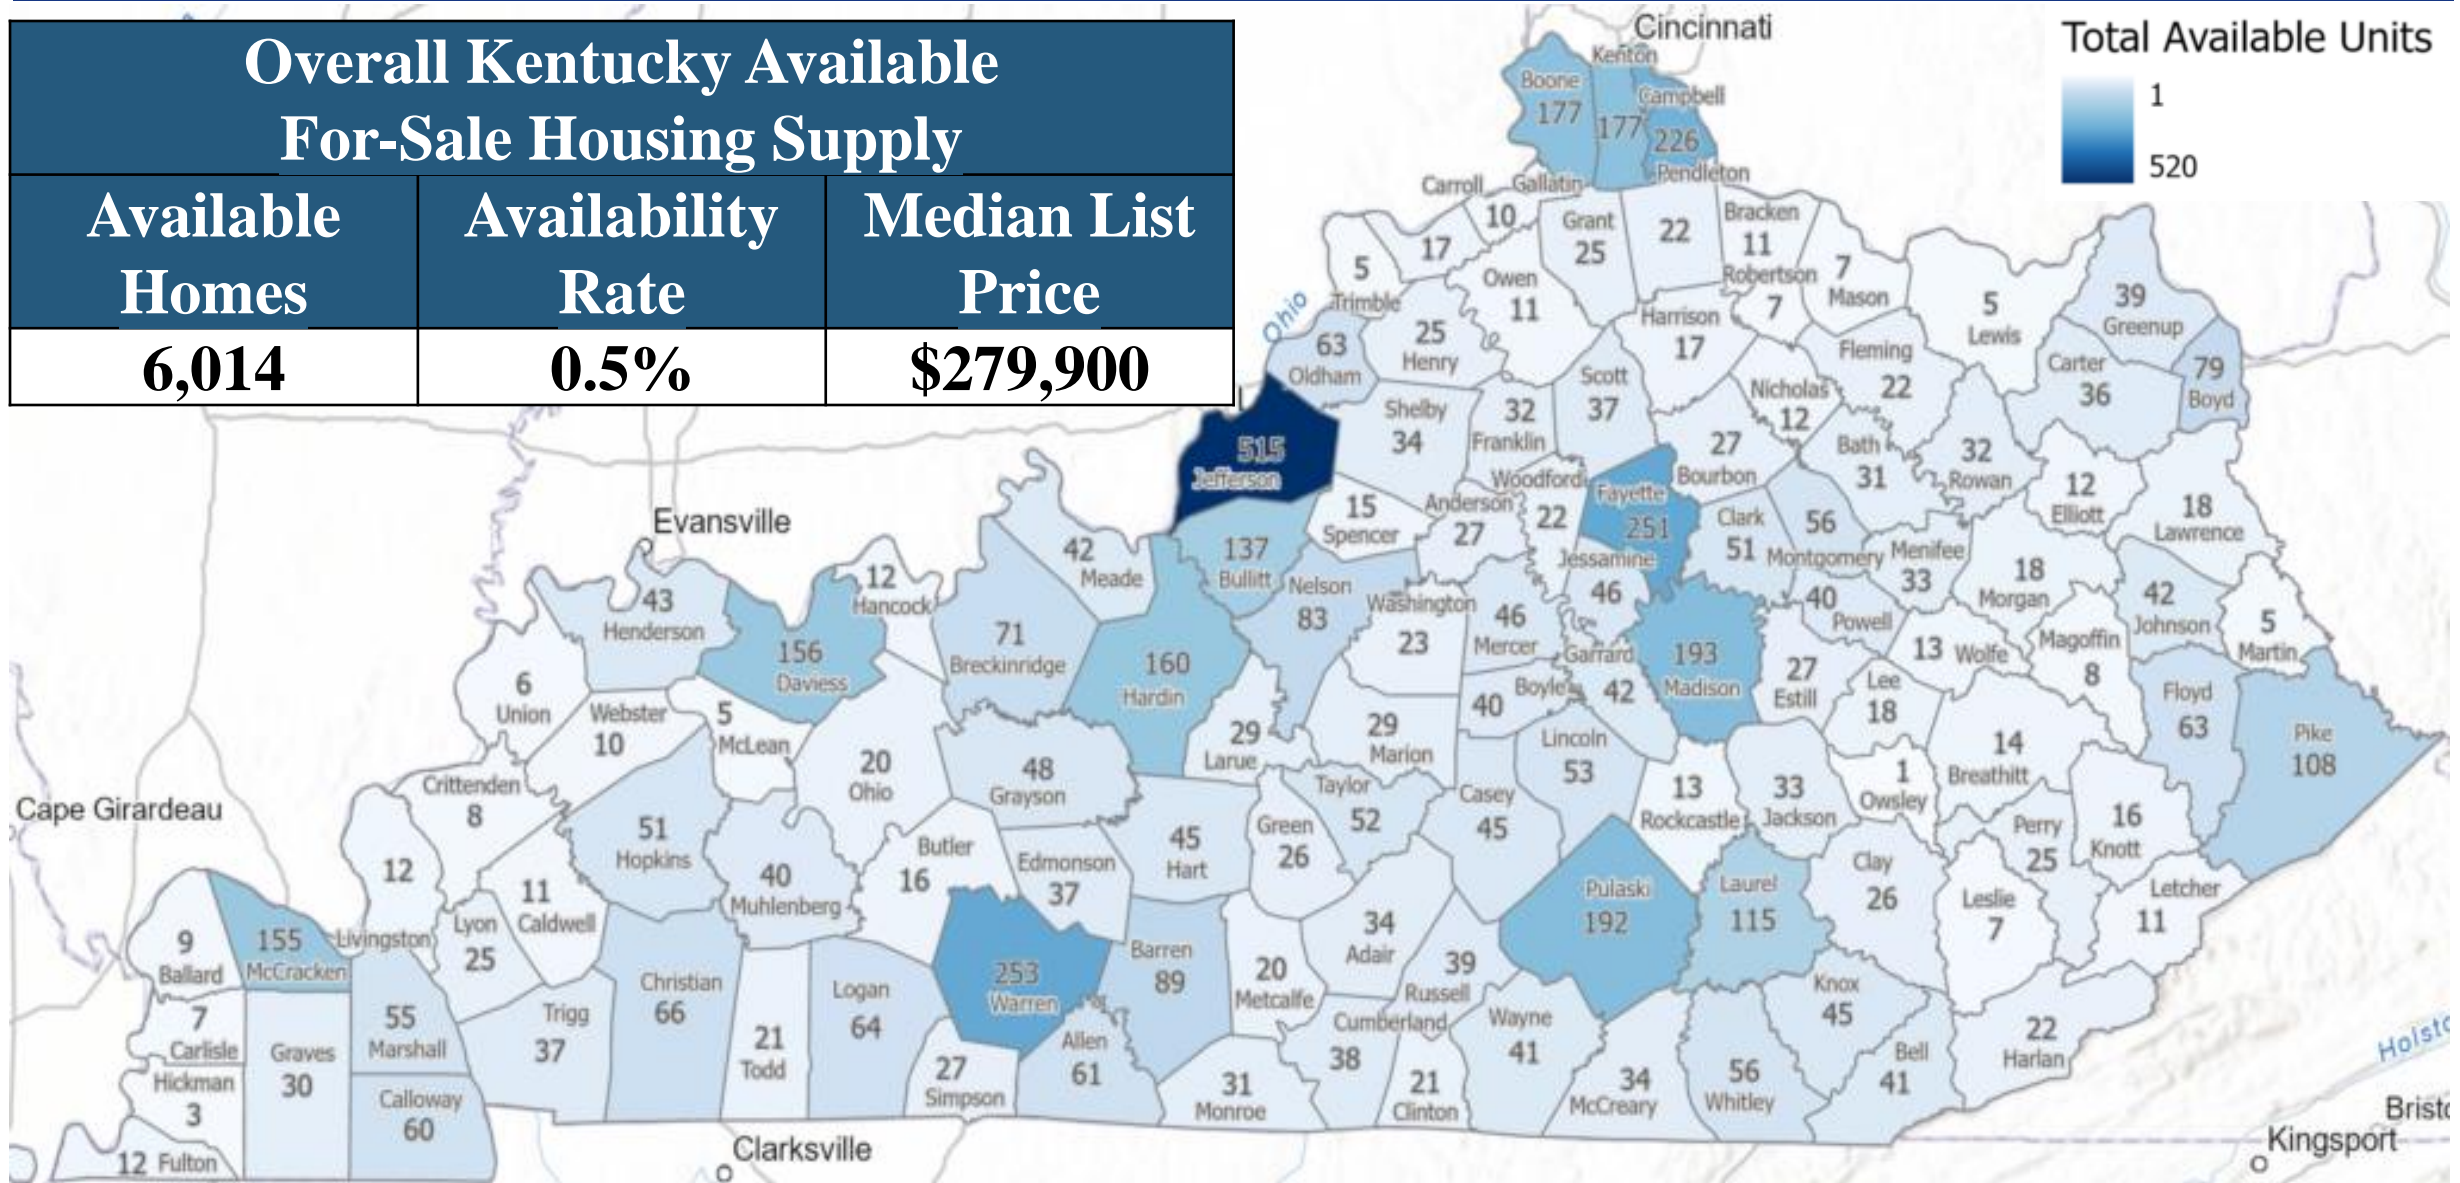 Overall Kentucky Available
For-Sale Housing Supply
Available
Homes
Availability
Rate
Median List
Price
6,014
0.5%
$279,900
Total Available Units
1
520
Cincinnati
Kenton
Boone
177
177
Campbell
226
Pendleton
Carroll
Gallatin
10
17
Grant
25
22
Bracken
11
Robertson
7
7
Mason
5
Lewis
39
Greenup
5
Trimble
Owen
11
Ohio
63
Oldham
25
Henry
Harrison
17
Fleming
22
Carter
36
79
Boyd
Scott
37
Nicholas
12
Shelby
34
32
Franklin
27
Bourbon
Bath
31
32
Rowan
12
Elliott
18
Lawrence
515
Jefferson
Woodford
22
Fayette
251
15
Spencer
Anderson
27
Clark
51
56
Montgomery
Menifee
33
Jessamine
46
Evansville
42
Meade
137
Bullitt
Nelson
83
12
Hancock
43
Henderson
156
Daviess
71
Breckinridge
160
Hardin
Washington
23
46
Mercer
Garrard
42
193
Madison
40
Powell
18
Morgan
42
Johnson
5
Martin
27
Estill
13 Wolfe
Magoffin
8
Lee
18
Floyd
63
Pike
108
6
Union
Webster
10
5
McLean
20
Ohio
48
Grayson
29
Larue
29
Marion
40
Boyle
Lincoln
53
13
Rockcastle
33
Jackson
1
Owsley
14
Breathitt
Perry
25
16
Knott
Cape Girardeau
Crittenden
8
12
Livingston
51
Hopkins
40
Muhlenberg
Butler
16
Edmonson
37
45
Hart
Green
26
Taylor
52
Casey
45
Pulaski
192
Laurel
115
Clay
26
Leslie
7
Letcher
11
11
Caldwell
Lyon
25
9
Ballard
155
McCracken
Christian
66
Logan
64
253
Warren
Barren
89
20
Metcalfe
34
Adair
39
Russell
Knox
45
7
Carlisle
Graves
30
55
Marshall
Trigg
37
21
Todd
27
Simpson
Allen
61
31
Monroe
Cumberland
38
21
Clinton
Wayne
41
34
McCreary
56
Whitley
Bell
41
22
Harlan
Hickman
3
Calloway
60
12 Fulton
Clarksville
Holsto
Bristo
Kingsport